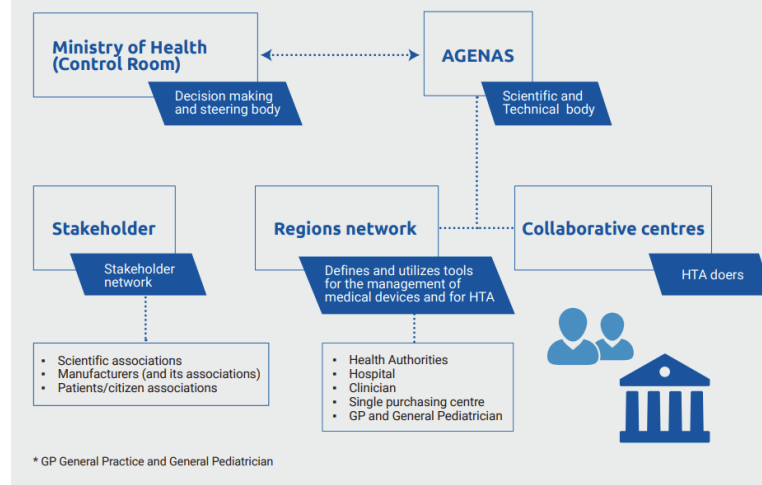 Ministry of Health
(Control Room)
Decision making
and steering body
AGENAS
Scientific and
Technical body
Stakeholder
Stakeholder
network
Regions network
Defines and utilizes tools
for the management of
medical devices and for HTA
Collaborative centres
HTA doers
▪ Scientific associations
▪ Manufacturers (and its associations)
▪ Patients/citizen associations
▪ Health Authorities
▪ Hospital
▪ Clinician
▪ Single purchasing centre
▪ GP and General Pediatrician
* GP General Practice and General Pediatrician